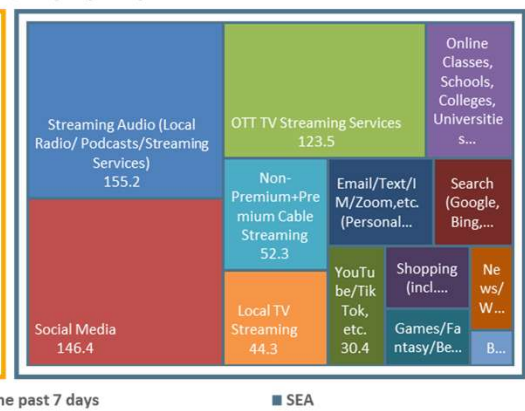 Streaming Audio (Local
Radio/ Podcasts/Streaming
Services)
155.2
Social Media
146.4
OTT TV Streaming Services
123.5
Online
Classes,
Schools,
Colleges,
Universitie
s...
Non-
Premium+Pre
mium Cable
Streaming
52.3
Email/Text/I
M/Zoom,etc.
(Personal...
Search
(Google,
Bing,...
Local TV
Streaming
44.3
YouTu
be/Tik
Tok,
etc.
30.4
Shopping
(incl....
Games/Fa
ntasy/Be...
Ne
ws/
W...
B...
ne past 7 days
SEA